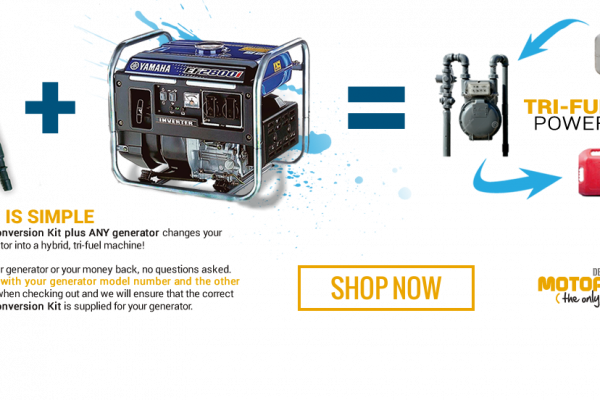 YAMAHA
EF2800i
INVERTER
TRI-FU
POWER
IS SIMPLE
onversion Kit plus ANY generator changes your
tor into a hybrid, tri-fuel machine!
r generator or your money back, no questions asked.
with your generator model number and the other
when checking out and we will ensure that the correct
onversion Kit is supplied for your generator.
SHOP NOW
DE
MOTOR
(the only